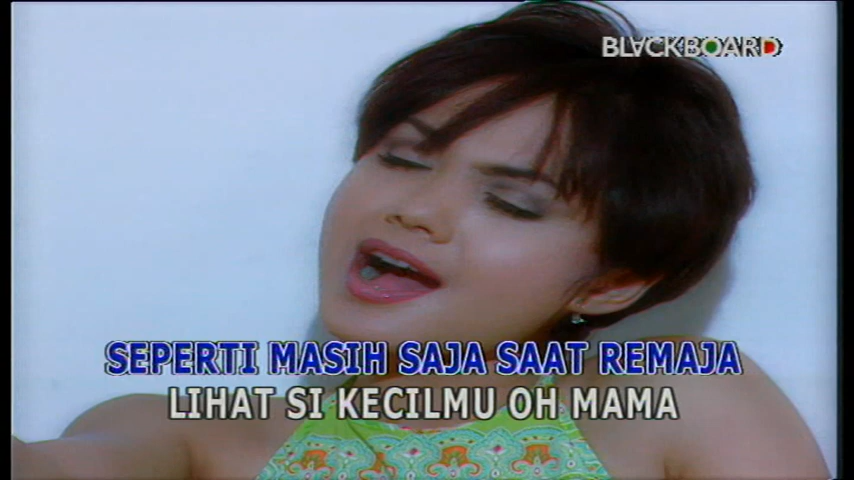 BLACKBOARD
SEPERTI MASIH SAJA SAAT REMAJA
LIHAT SI KECILMU OH MAMA